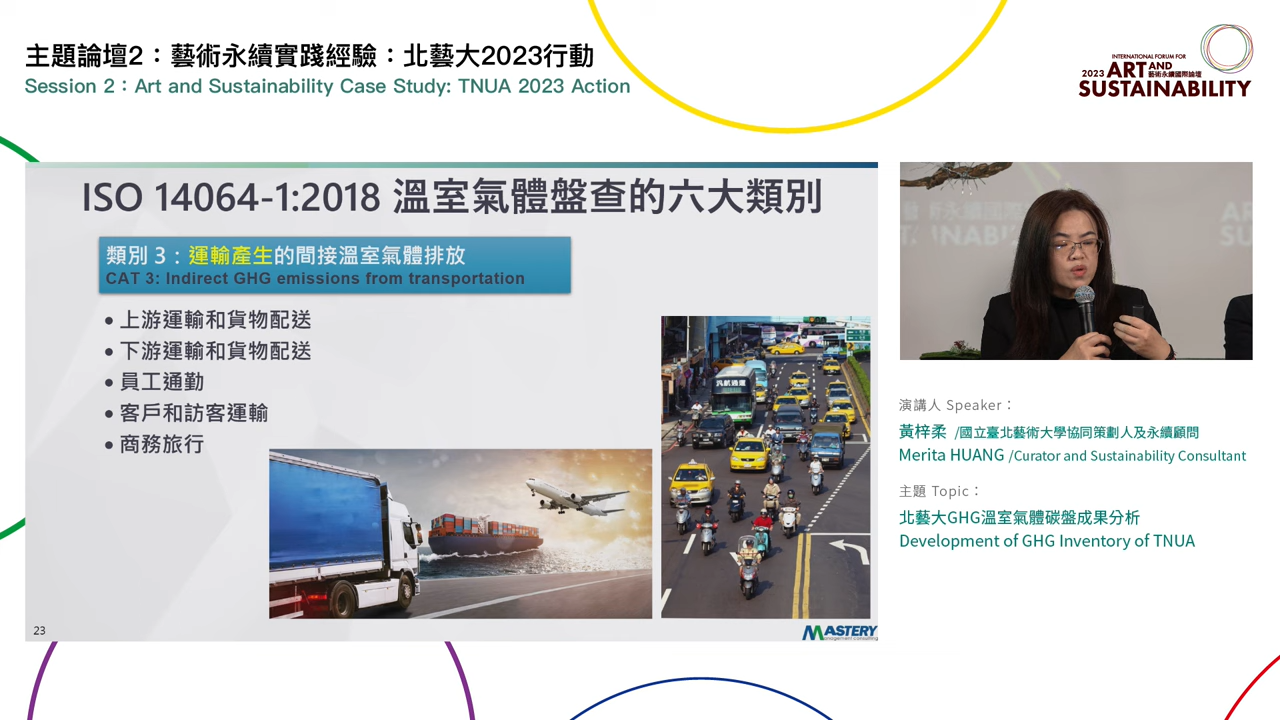 主題論壇2：藝術永續實踐經驗：北藝大2023行動
Session 2：Art and Sustainability Case Study: TNUA 2023 Action
INTERNATIONAL FORUM FOR
2023 ART AND 藝術永續國際論壇
SUSTAINABILITY
ISO 14064-1:2018 溫室氣體盤查的六大類別
類別 3：運輸產生的間接溫室氣體排放
CAT 3: Indirect GHG emissions from transportation
• 上游運輸和貨物配送
• 下游運輸和貨物配送
• 員工通勤
• 客戶和訪客運輸
• 商務旅行
23
MASTERY
演講人 Speaker：
黃梓柔 /國立臺北藝術大學協同策劃人及永續顧問
Merita HUANG /Curator and Sustainability Consultant
主題 Topic：
北藝大GHG溫室氣體碳盤成果分析
Development of GHG Inventory of TNUA